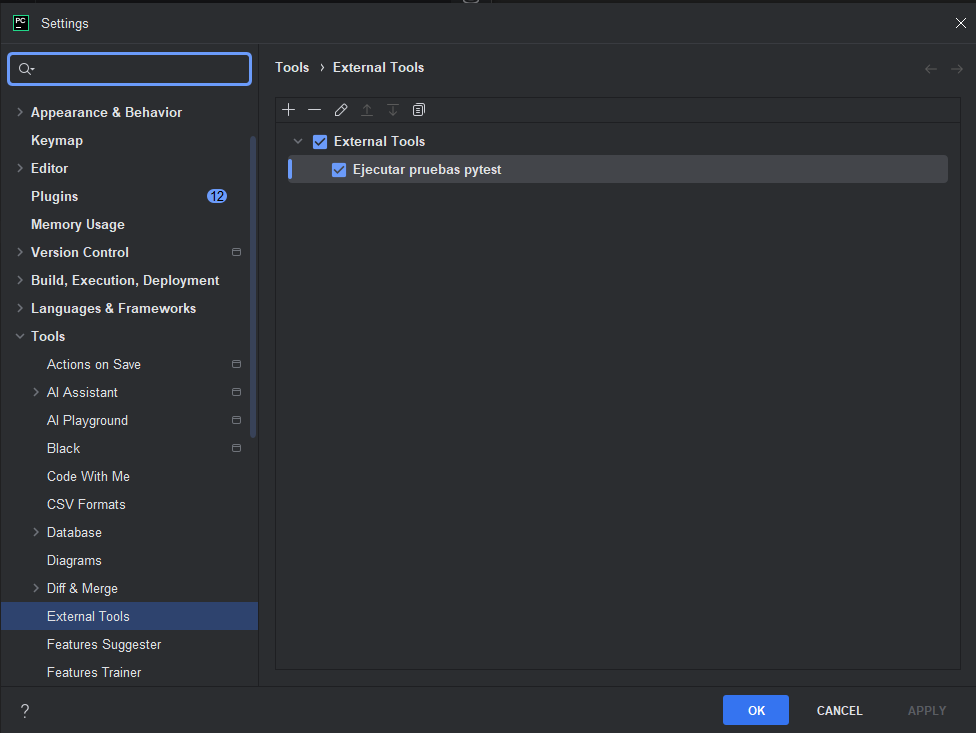 PC
Settings
Tools › External Tools
Appearance & Behavior
Keymap
Editor
Plugins 12
Memory Usage
Version Control
Build, Execution, Deployment
Languages & Frameworks
Tools
Actions on Save
AI Assistant
AI Playground
Black
Code With Me
CSV Formats
Database
Diagrams
Diff & Merge
External Tools
Features Suggester
Features Trainer
External Tools
Ejecutar pruebas pytest
?
OK
CANCEL
APPLY